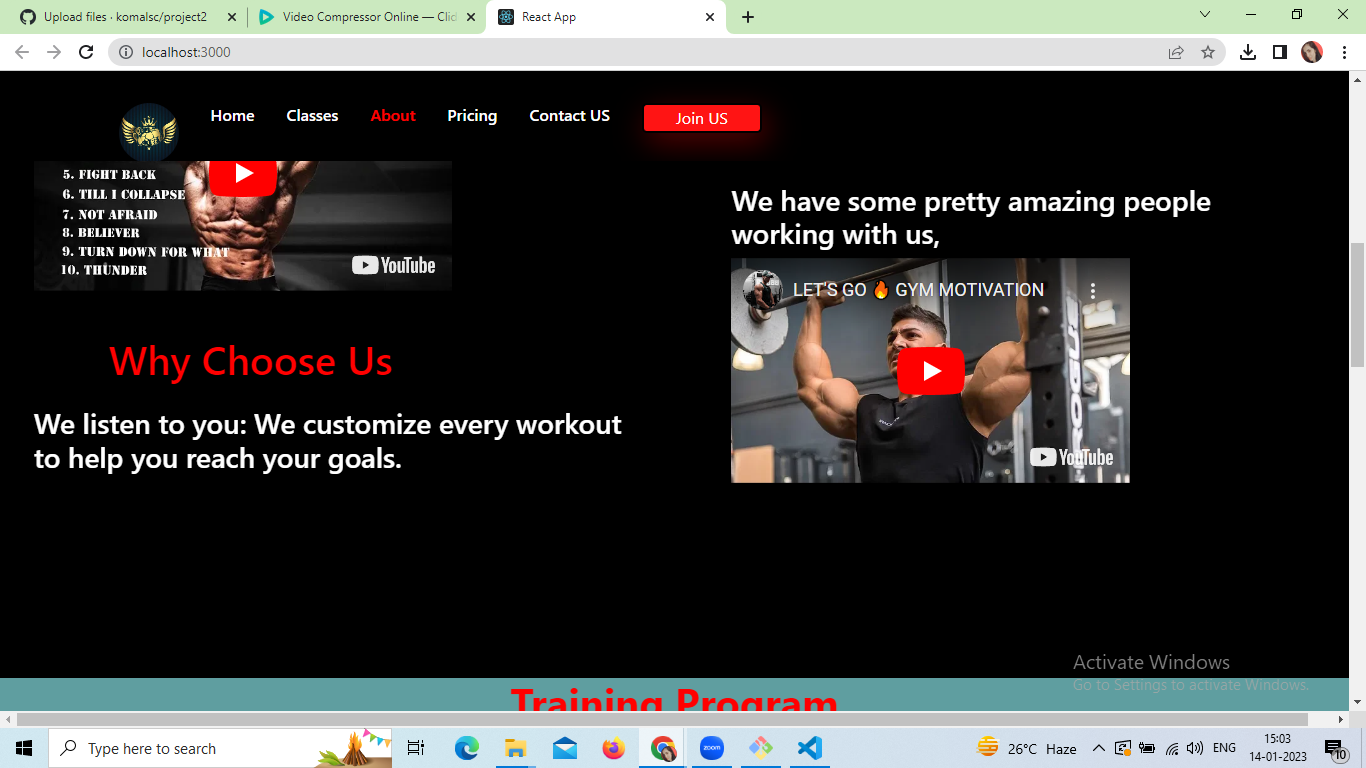 Upload files · komalsc/project2
Video Compressor Online — Clid
React App
localhost:3000
Home
Classes
About
Pricing
Contact US
Join US
5. FIGHT BACK
6. TILL I COLLAPSE
7. NOT AFRAID
8. BELIEVER
9. TURN DOWN FOR WHAT
10. THUNDER
YouTube
We have some pretty amazing people
working with us,
LET'S GO 🔥 GYM MOTIVATION
YouTube
Why Choose Us
We listen to you: We customize every workout
to help you reach your goals.
Activate Windows
Go to Settings to activate Windows.
Training Program
Type here to search
zoom
26°C Haze
ENG
15:03
14-01-2023
10